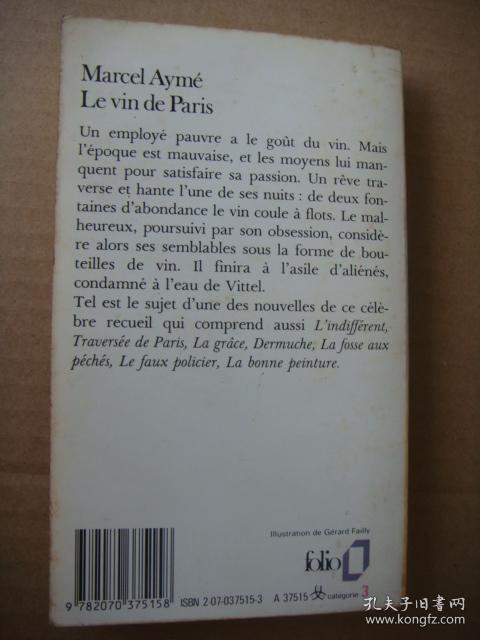 Marcel Aymé
Le vin de Paris
Un employé pauvre a le goût du vin. Mais
l'époque est mauvaise, et les moyens lui man-
quent pour satisfaire sa passion. Un rêve tra-
verse et hante l'une de ses nuits : de deux fon-
taines d'abondance le vin coule à flots. Le mal-
heureux, poursuivi par son obsession, considè-
re alors ses semblables sous la forme de bou-
teilles de vin. Il finira à l'asile d'aliénés,
condamné à l'eau de Vittel.
Tel est le sujet d'une des nouvelles de ce célè-
bre recueil qui comprend aussi L'indifférent,
Traversée de Paris, La grâce, Dermuche, La fosse aux
péchés, Le faux policier, La bonne peinture.
Illustration de Gérard Failly
folio
9 782070 375158
ISBN 2-07-037515-3
A 37515
catégorie 3
孔夫子旧书网